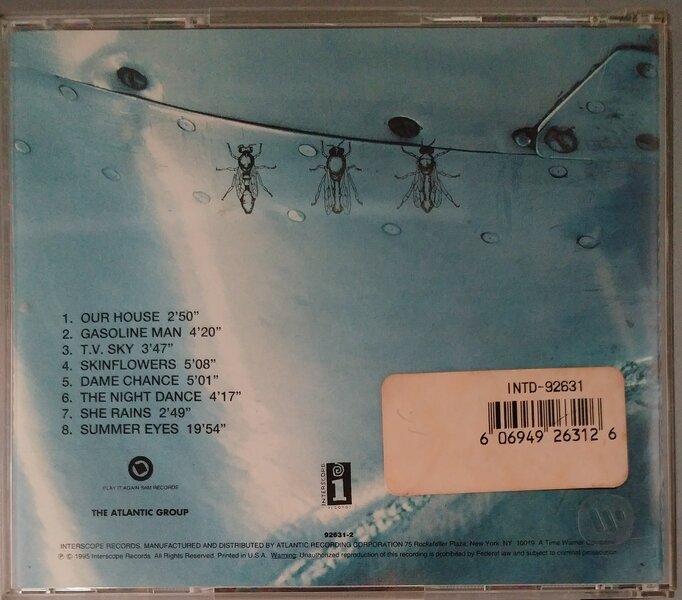 1. OUR HOUSE 2'50"
2. GASOLINE MAN 4'20"
3. T.V. SKY 3'47"
4. SKINFLOWERS 5'08"
5. DAME CHANCE 5'01"
6. THE NIGHT DANCE 4'17"
7. SHE RAINS 2'49"
8. SUMMER EYES 19'54"
INTD-92631
6 06949 26312 6
PLAY IT AGAIN SAM RECORDS
INTERSCOPE
RECORDS
i
THE ATLANTIC GROUP
92631-2
INTERSCOPE RECORDS. MANUFACTURED AND DISTRIBUTED BY ATLANTIC RECORDING CORPORATION 75 Rockefeller Plaza, New York, NY. 10019. A Time Warner Company
℗ © 1995 Interscope Records. All Rights Reserved. Printed in U.S.A. Warning: Unauthorized reproduction of this recording is prohibited by Federal law and subject to criminal prosecution.